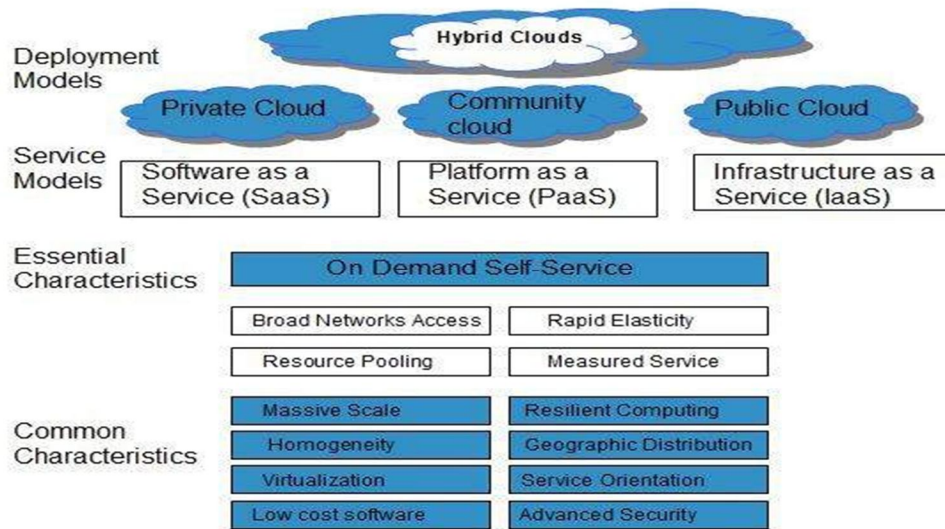 Hybrid Clouds
Deployment
Models
Private Cloud
Community
cloud
Public Cloud
Service
Models
Software as a
Service (SaaS)
Platform as a
Service (PaaS)
Infrastructure as a
Service (IaaS)
Essential
Characteristics
On Demand Self-Service
Broad Networks Access
Rapid Elasticity
Resource Pooling
Measured Service
Common
Characteristics
Massive Scale
Resilient Computing
Homogeneity
Geographic Distribution
Virtualization
Service Orientation
Low cost software
Advanced Security